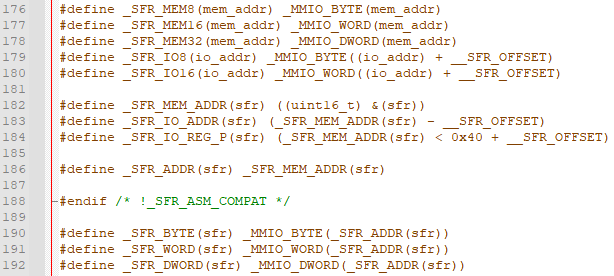 176 #define _SFR_MEM8(mem_addr) _MMIO_BYTE(mem_addr)
177 #define _SFR_MEM16(mem_addr) _MMIO_WORD(mem_addr)
178 #define _SFR_MEM32(mem_addr) _MMIO_DWORD(mem_addr)
179 #define _SFR_IO8(io_addr) _MMIO_BYTE((io_addr) + __SFR_OFFSET)
180 #define _SFR_IO16(io_addr) _MMIO_WORD((io_addr) + __SFR_OFFSET)
181
182 #define _SFR_MEM_ADDR(sfr) ((uint16_t) &(sfr))
183 #define _SFR_IO_ADDR(sfr) (_SFR_MEM_ADDR(sfr) - __SFR_OFFSET)
184 #define _SFR_IO_REG_P(sfr) (_SFR_MEM_ADDR(sfr) < 0x40 + __SFR_OFFSET)
185
186 #define _SFR_ADDR(sfr) _SFR_MEM_ADDR(sfr)
187
188 #endif /* !_SFR_ASM_COMPAT */
189
190 #define _SFR_BYTE(sfr) _MMIO_BYTE(_SFR_ADDR(sfr))
191 #define _SFR_WORD(sfr) _MMIO_WORD(_SFR_ADDR(sfr))
192 #define _SFR_DWORD(sfr) _MMIO_DWORD(_SFR_ADDR(sfr))